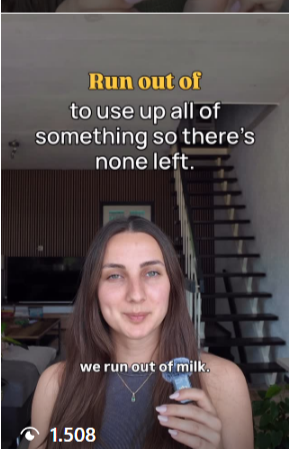 Run out of
to use up all of
something so there's
none left.
we run out of milk.
1.508